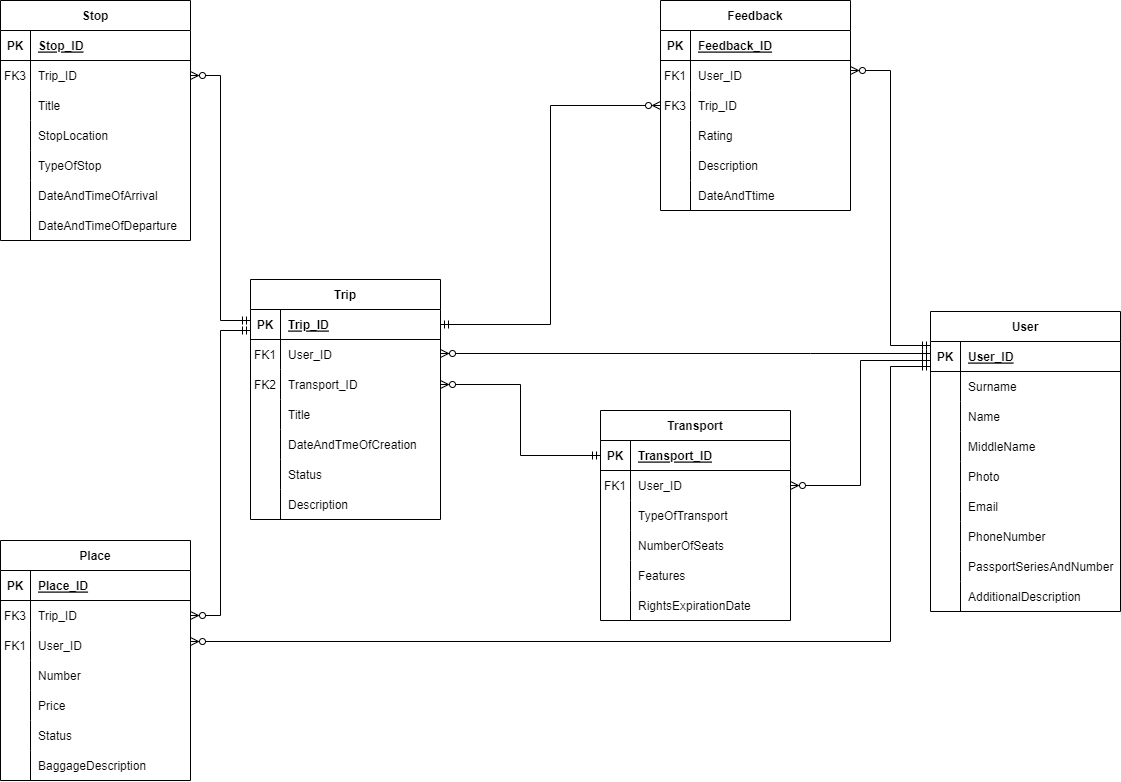 Stop
PK Stop_ID
FK3 Trip_ID
Title
StopLocation
TypeOfStop
DateAndTimeOfArrival
DateAndTimeOfDeparture
Feedback
PK Feedback_ID
FK1 User_ID
FK3 Trip_ID
Rating
Description
DateAndTtime
Trip
PK Trip_ID
FK1 User_ID
FK2 Transport_ID
Title
DateAndTmeOfCreation
Status
Description
User
PK User_ID
Surname
Name
MiddleName
Photo
Email
PhoneNumber
PassportSeriesAndNumber
AdditionalDescription
Transport
PK Transport_ID
FK1 User_ID
TypeOfTransport
NumberOfSeats
Features
RightsExpirationDate
Place
PK Place_ID
FK3 Trip_ID
FK1 User_ID
Number
Price
Status
BaggageDescription